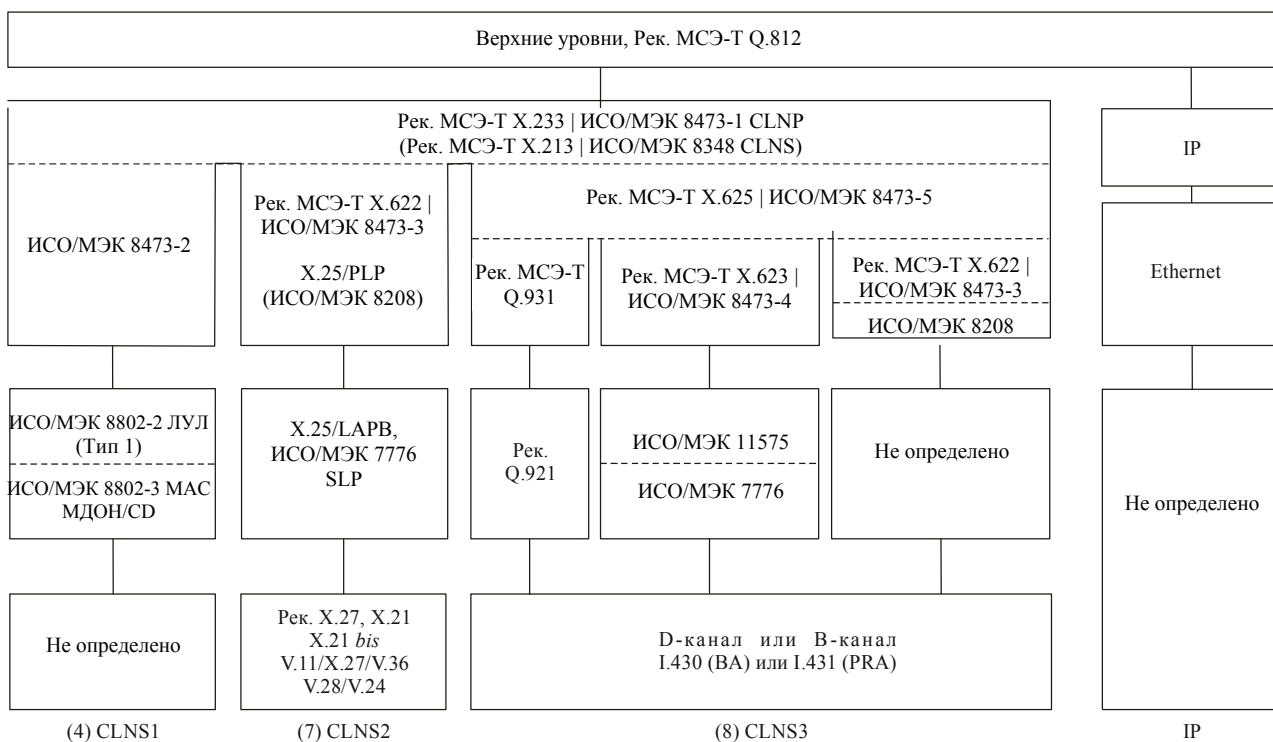 Верхние уровни, Рек. МСЭ-Т Q.812
Рек. МСЭ-Т X.233 | ИСО/МЭК 8473-1 CLNP
(Рек. МСЭ-Т X.213 | ИСО/МЭК 8348 CLNS)
IP
ИСО/МЭК 8473-2
Рек. МСЭ-Т X.622 |
ИСО/МЭК 8473-3
X.25/PLP
(ИСО/МЭК 8208)
Рек. МСЭ-Т X.625 | ИСО/МЭК 8473-5
Рек. МСЭ-Т
Q.931
Рек. МСЭ-Т X.623 |
ИСО/МЭК 8473-4
Рек. МСЭ-Т X.622 |
ИСО/МЭК 8473-3
ИСО/МЭК 8208
Ethernet
ИСО/МЭК 8802-2 ЛУЛ
(Тип 1)
ИСО/МЭК 8802-3 MAC
МДОН/CD
X.25/LAPB,
ИСО/МЭК 7776
SLP
Рек.
Q.921
ИСО/МЭК 11575
ИСО/МЭК 7776
Не определено
Не определено
Не определено
Рек. X.27, X.21
X.21 bis
V.11/X.27/V.36
V.28/V.24
D-канал или B-канал
I.430 (BA) или I.431 (PRA)
(4) CLNS1
(7) CLNS2
(8) CLNS3
IP